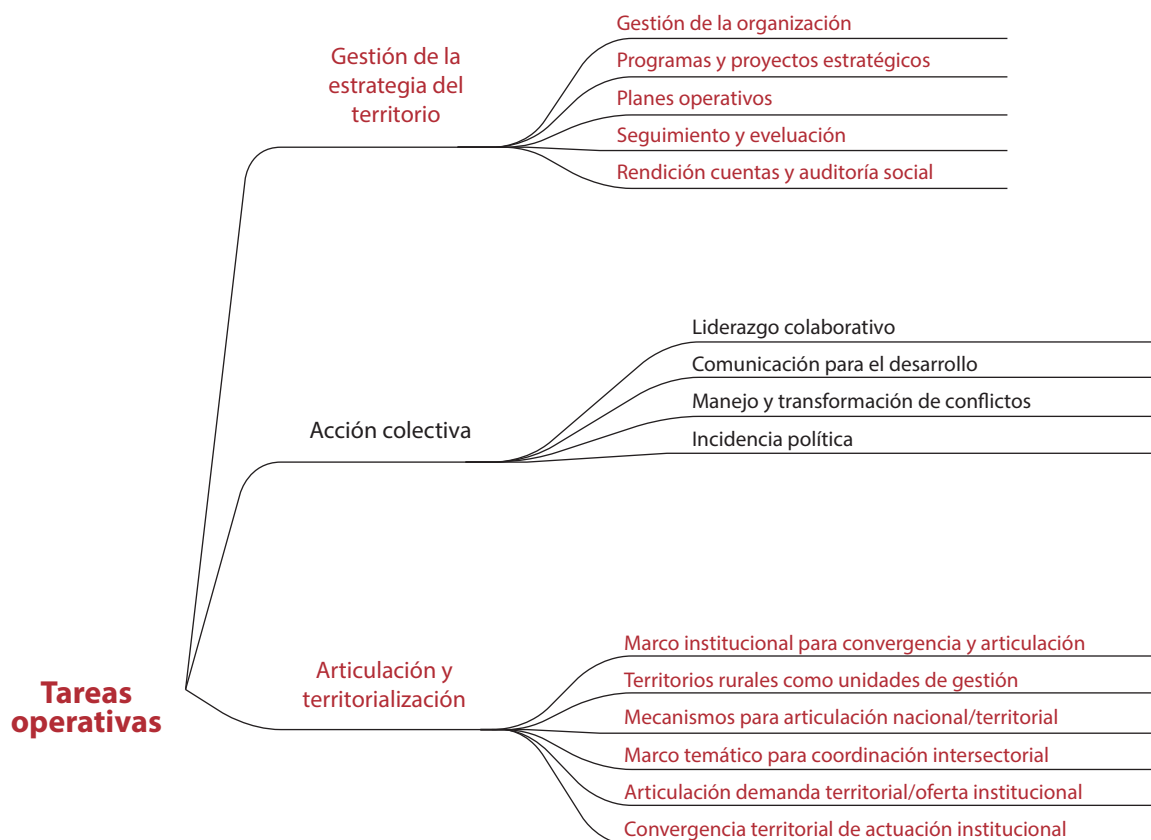 Gestión de la
estrategia del
territorio
Gestión de la organización
Programas y proyectos estratégicos
Planes operativos
Seguimiento y eveluación
Rendición cuentas y auditoría social
Acción colectiva
Liderazgo colaborativo
Comunicación para el desarrollo
Manejo y transformación de conflictos
Incidencia política
Tareas
operativas
Articulación y
territorialización
Marco institucional para convergencia y articulación
Territorios rurales como unidades de gestión
Mecanismos para articulación nacional/territorial
Marco temático para coordinación intersectorial
Articulación demanda territorial/oferta institucional
Convergencia territorial de actuación institucional